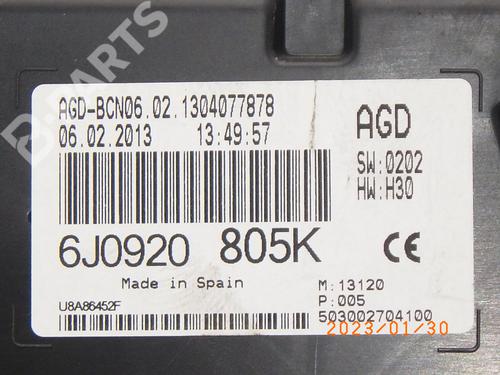 B-PARTS
AGD-BCN06.02.1304077878
06.02.2013 13:49:57
AGD
SW:0202
HW:H30
6J0920 805K
CE
Made in Spain
M:13120
P:005
U8A86452F
503002704100
2023/01/30